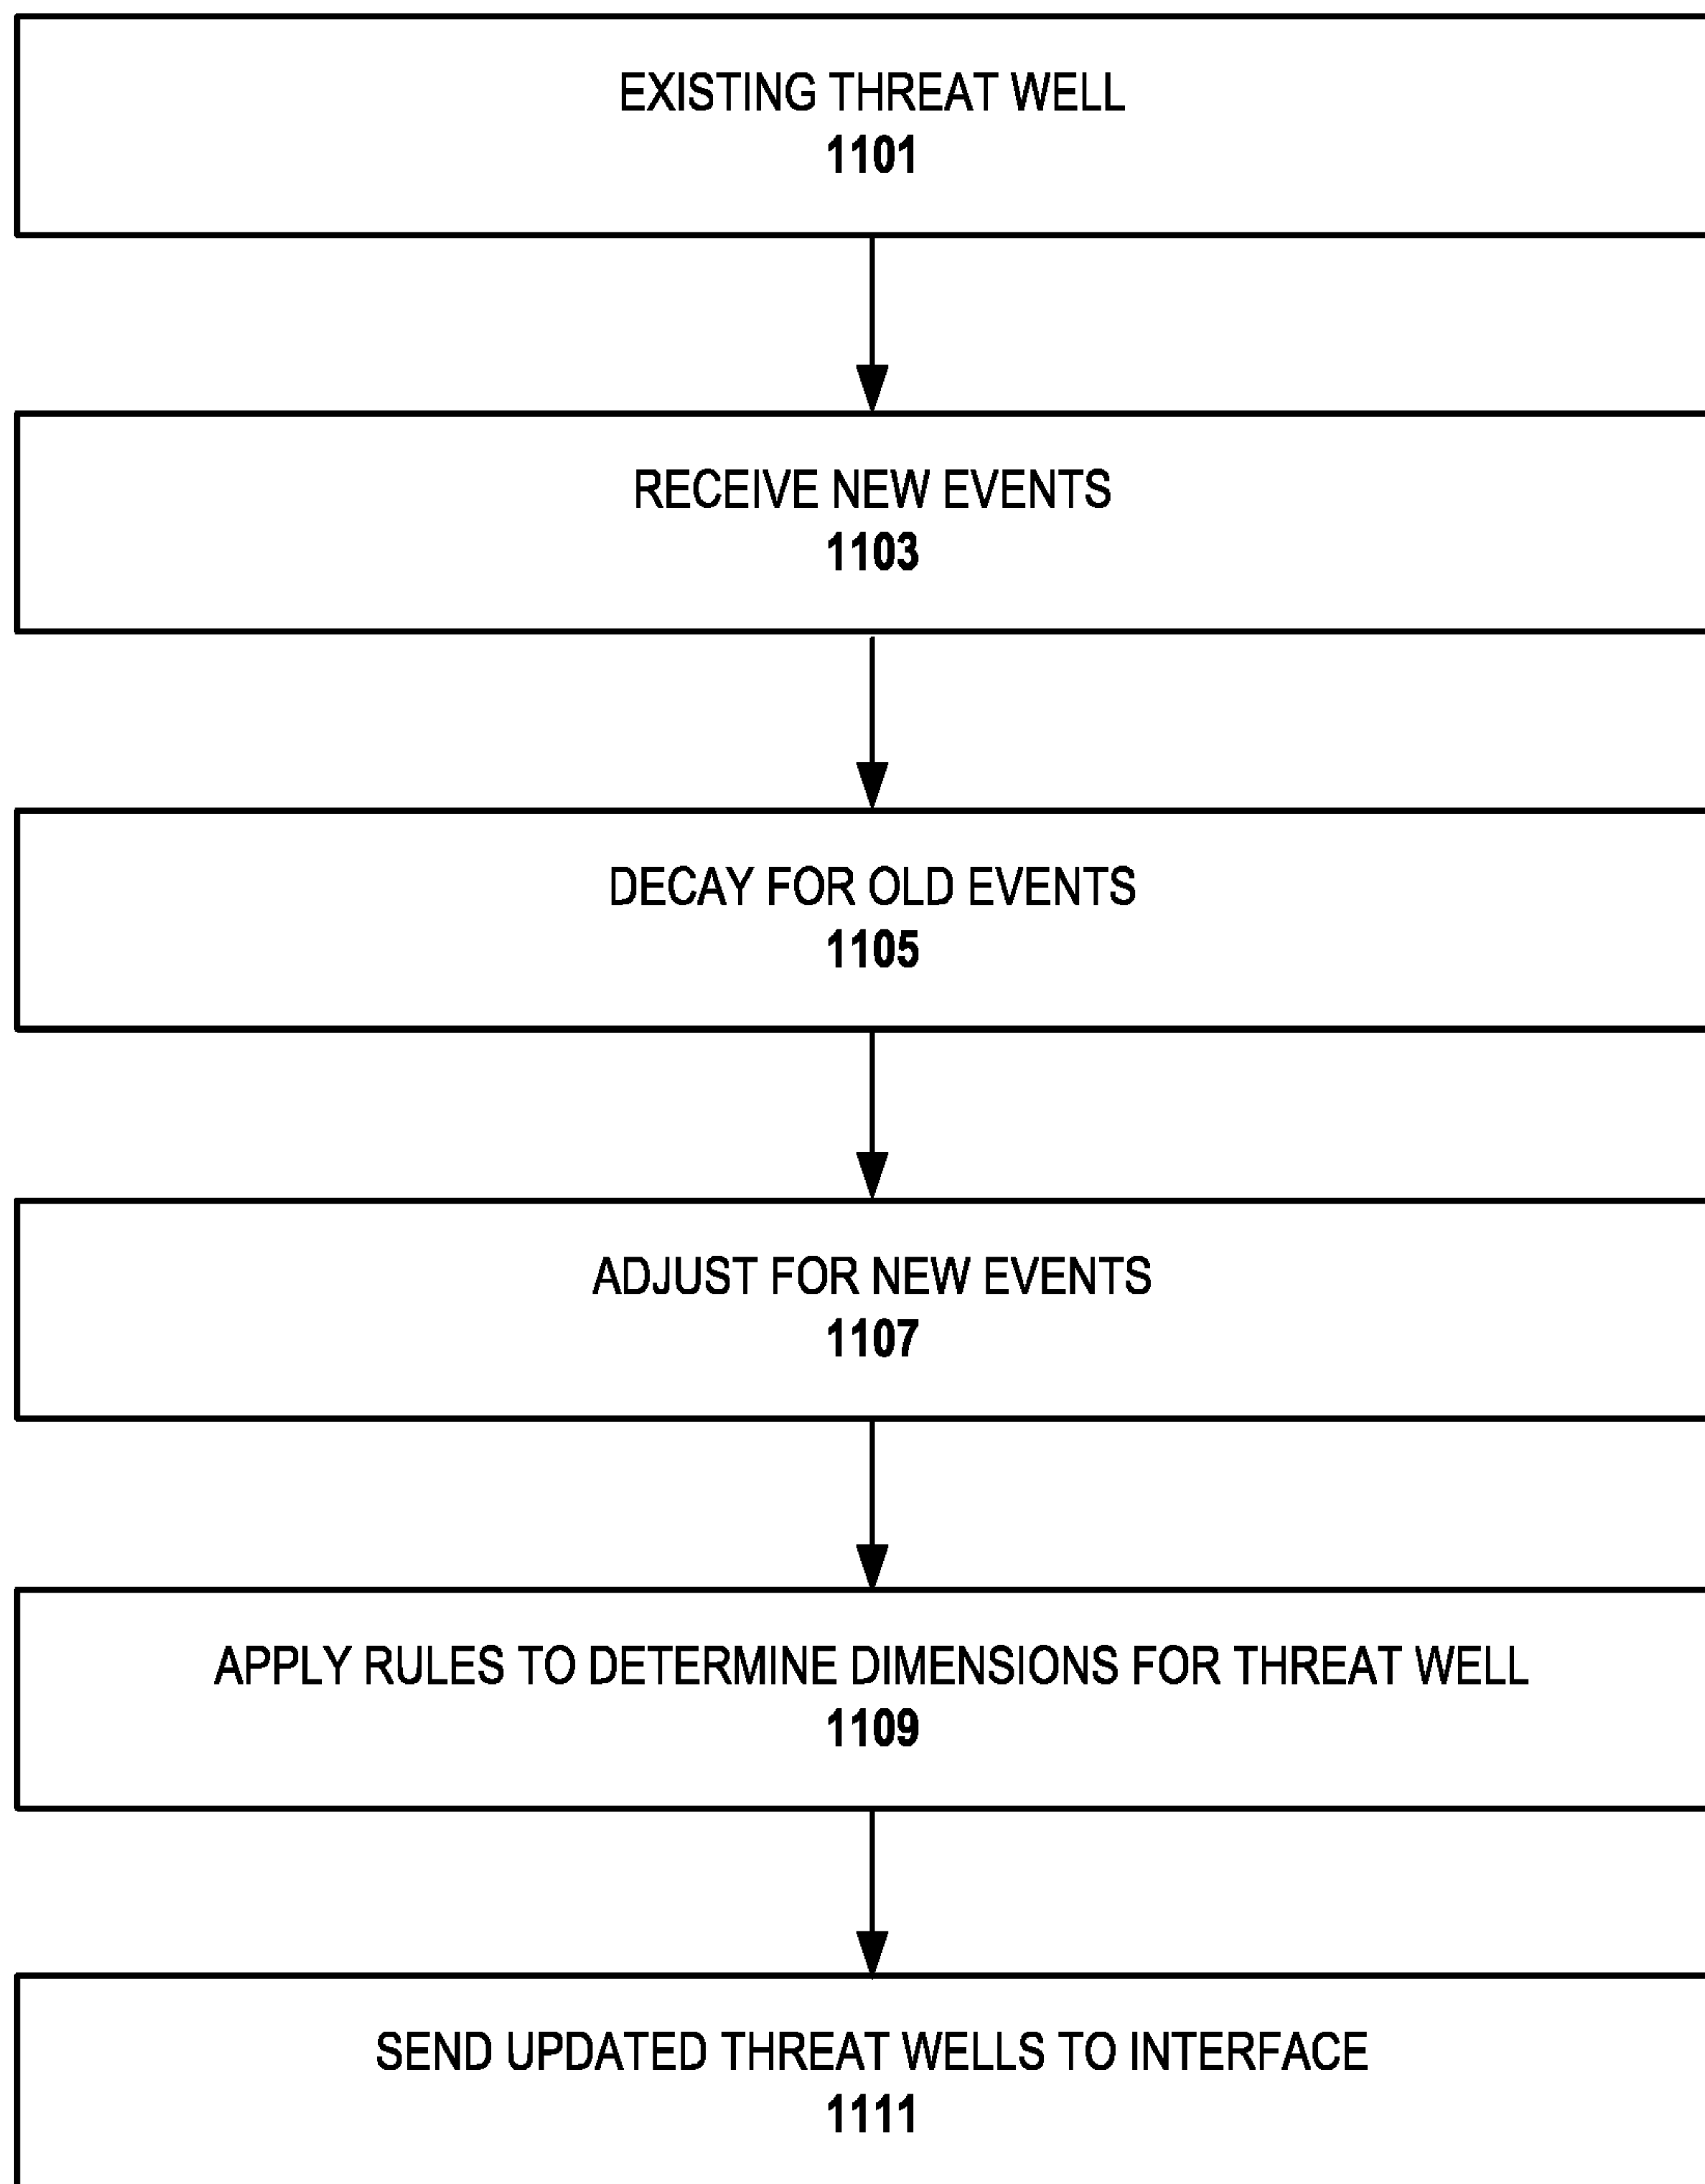 EXISTING THREAT WELL
1101
RECEIVE NEW EVENTS
1103
DECAY FOR OLD EVENTS
1105
ADJUST FOR NEW EVENTS
1107
APPLY RULES TO DETERMINE DIMENSIONS FOR THREAT WELL
1109
SEND UPDATED THREAT WELLS TO INTERFACE
1111